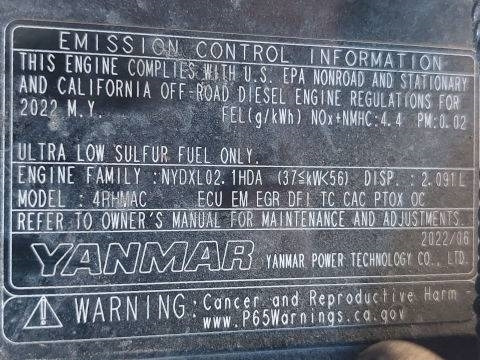 EMISSION CONTROL INFORMATION
THIS ENGINE COMPLIES WITH U.S. EPA NONROAD AND STATIONARY
AND CALIFORNIA OFF-ROAD DIESEL ENGINE REGULATIONS FOR
2022 M.Y. FEL(g/kWh) NOx+NMHC:4.4 PM:0.02
ULTRA LOW SULFUR FUEL ONLY.
ENGINE FAMILY :NYDXL02.1HDA (37≤kW<56) DISP. : 2.091L
MODEL : ECU EM EGR DFI TC CAC PTOX OC
REFER TO OWNER'S MANUAL FOR MAINTENANCE AND ADJUSTMENTS.
2022/06
YANMAR YANMAR POWER TECHNOLOGY CO., LTD.
WARNING: Cancer and Reproductive Harm
www.P65Warnings.ca.gov